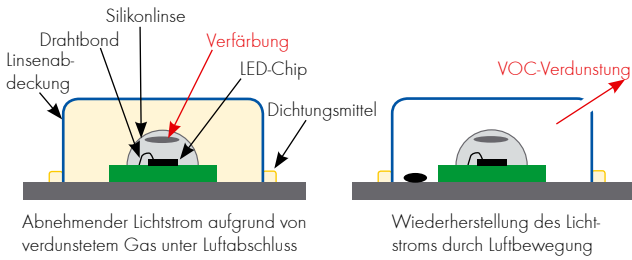 Silikonlinse
Drahtbond
Verfärbung
Linsenab-
deckung
LED-Chip
VOC-Verdunstung
Dichtungsmittel
Abnehmender Lichtstrom aufgrund von
verdunstetem Gas unter Luftabschluss
Wiederherstellung des Licht-
stroms durch Luftbewegung